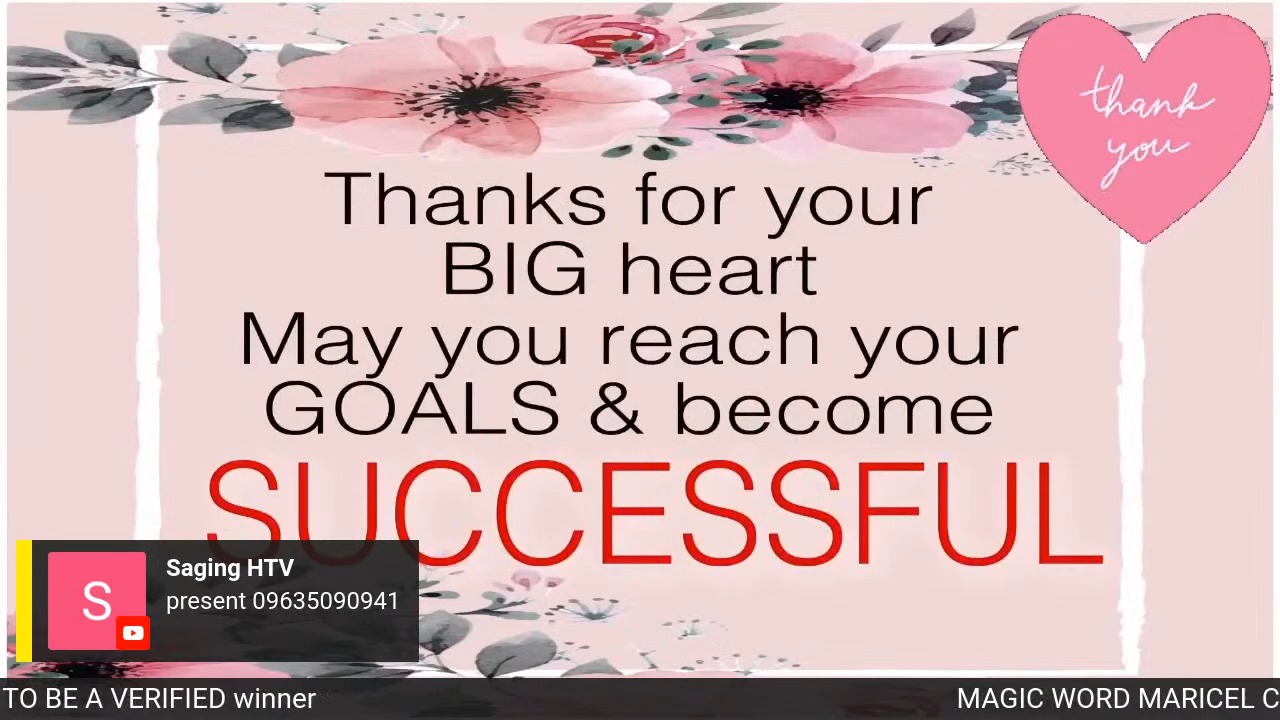 thank
you
Thanks for your
BIG heart
May you reach your
GOALS & become
SUCCESSFUL
S
Saging HTV
present 09635090941
TO BE A VERIFIED winner
MAGIC WORD MARICEL C